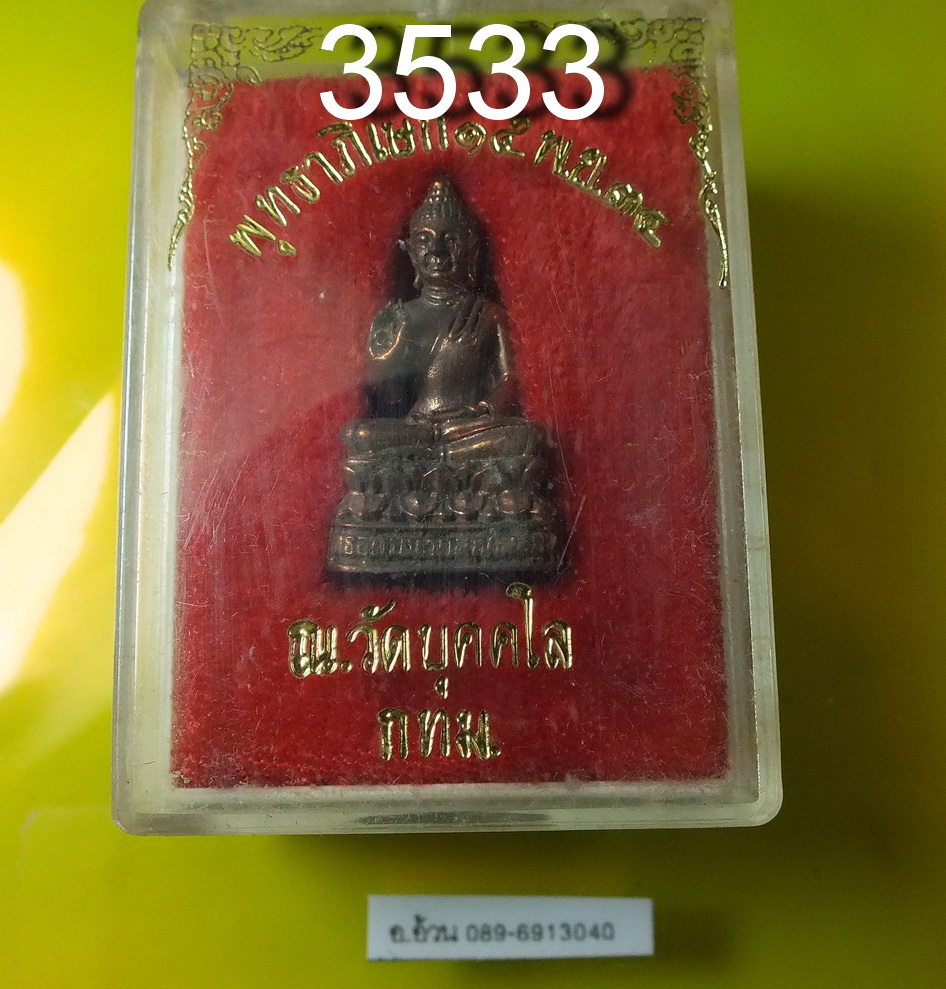 3533
พุทธาภิเษก๑๕ พ.ย.๓๔
ณ.วัดบุคคโล
กทม.
อ.อ้วน 089-6913040